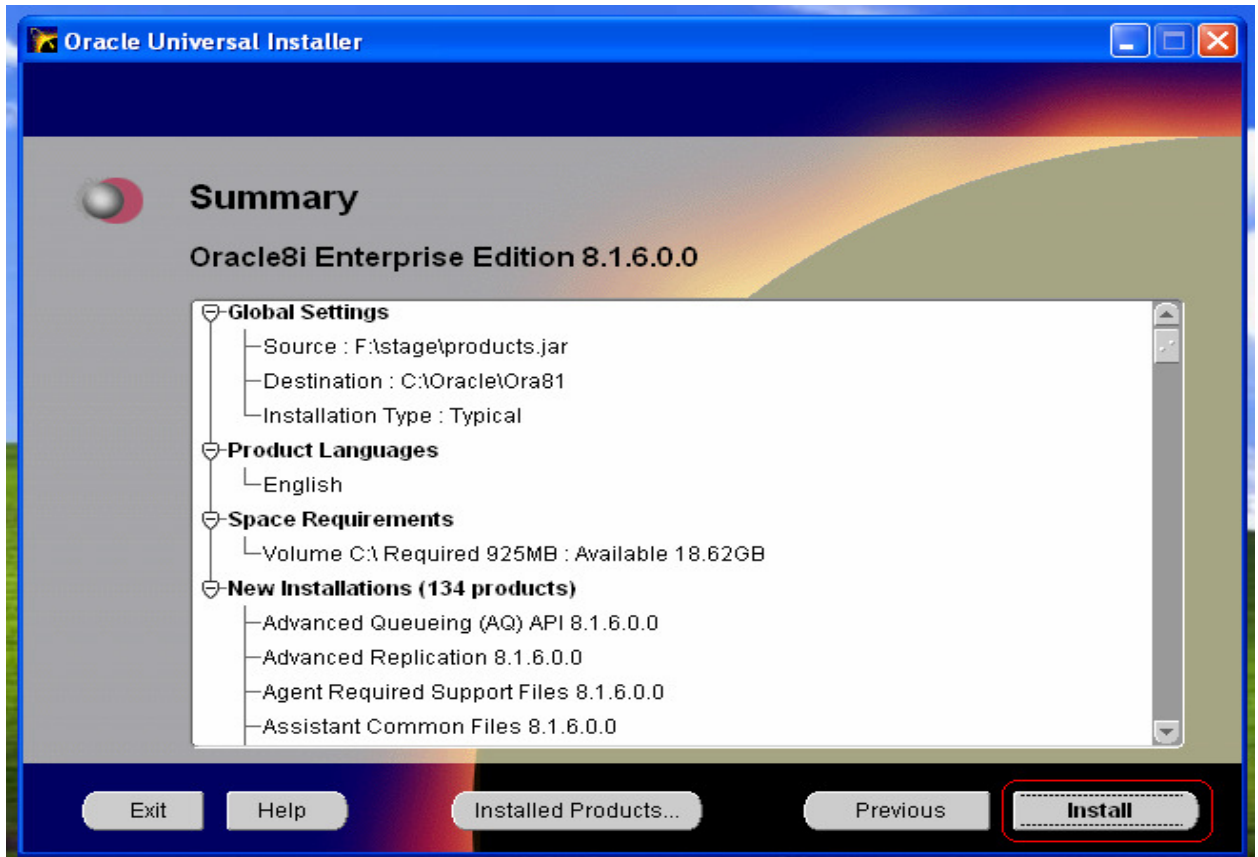 Oracle Universal Installer
Summary
Oracle8i Enterprise Edition 8.1.6.0.0
Global Settings
Source : F:\stage\products.jar
Destination : C:\Oracle\Ora81
Installation Type : Typical
Product Languages
English
Space Requirements
Volume C:\ Required 925MB : Available 18.62GB
New Installations (134 products)
Advanced Queueing (AQ) API 8.1.6.0.0
Advanced Replication 8.1.6.0.0
Agent Required Support Files 8.1.6.0.0
Assistant Common Files 8.1.6.0.0
Exit Help Installed Products... Previous Install